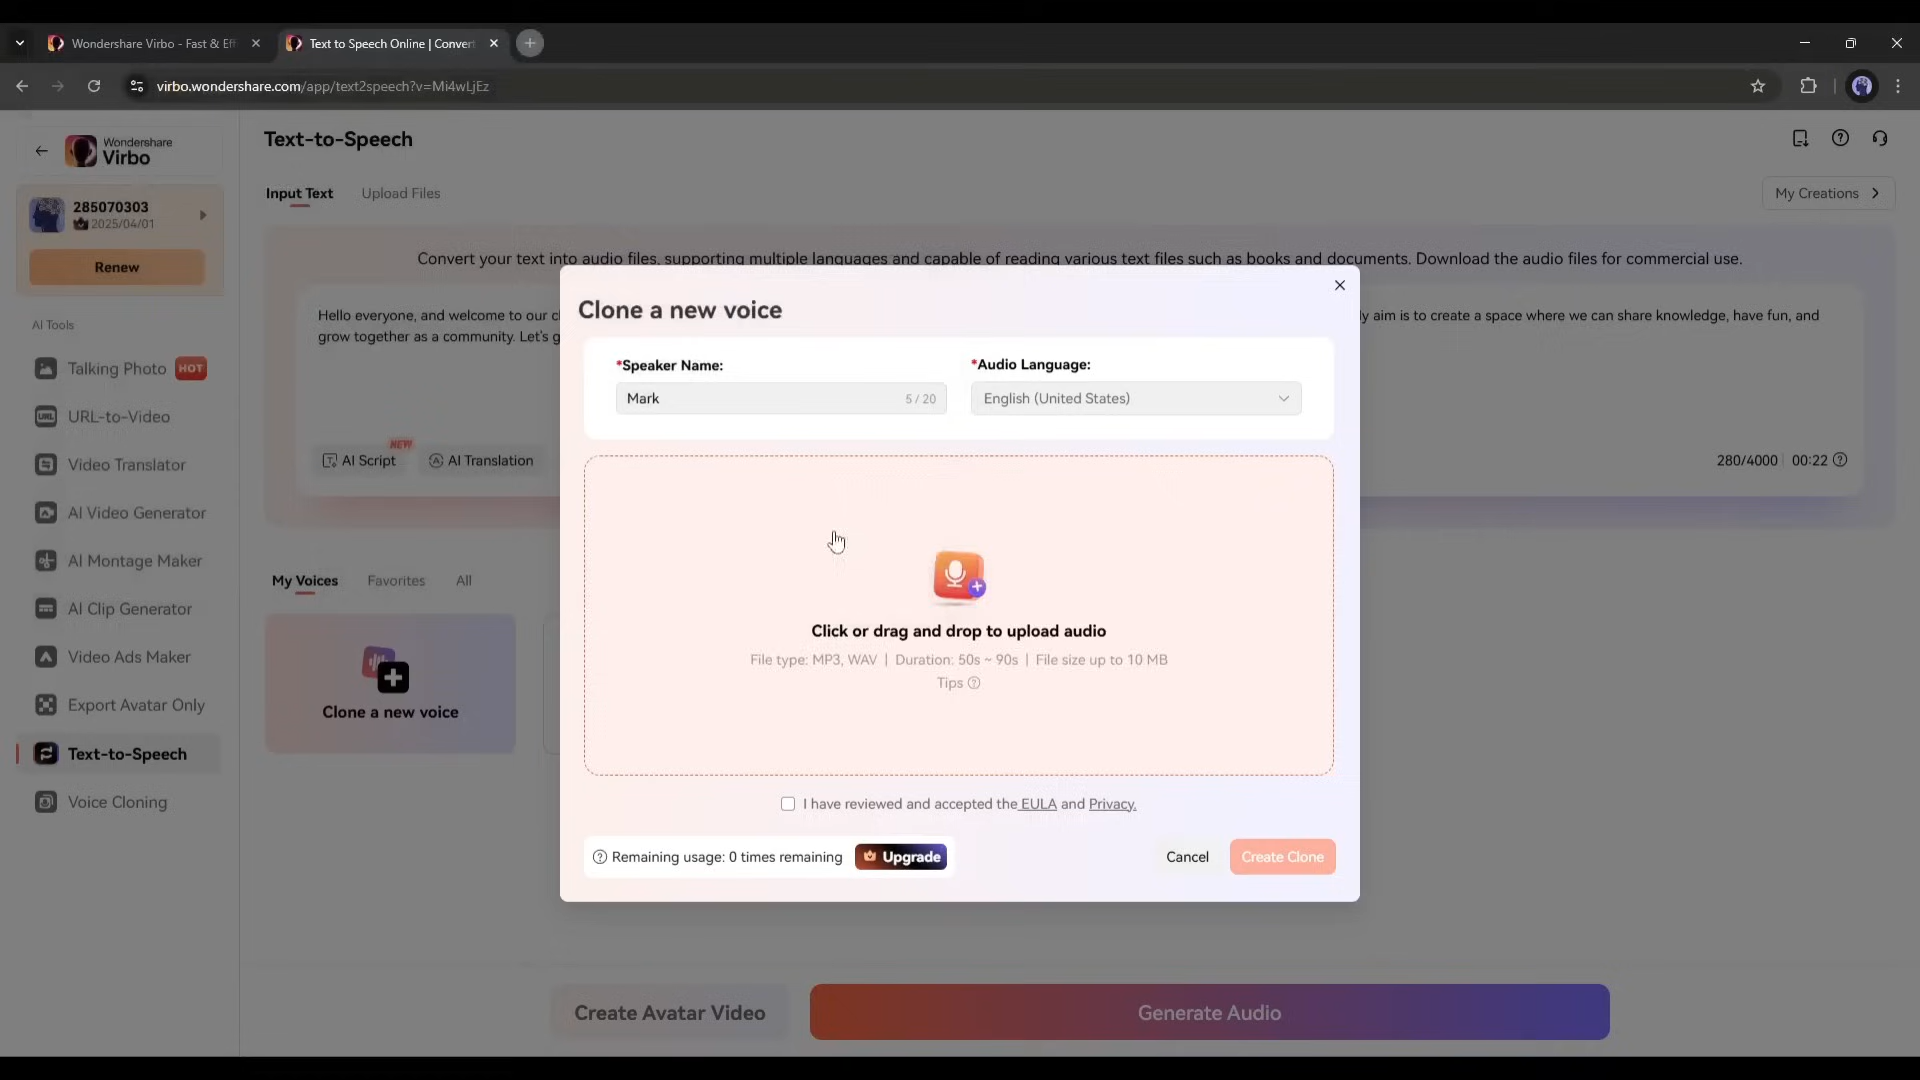 Wondershare Virbo - Fast & Eff
Text to Speech Online | Convert
virbo.wondershare.com/app/text2speech?v=Mi4wLjEz
Wondershare
Virbo
285070303
2025/04/01
Renew
AI Tools
Talking Photo HOT
URL-to-Video
Video Translator
AI Video Generator
AI Montage Maker
AI Clip Generator
Video Ads Maker
Export Avatar Only
Text-to-Speech
Voice Cloning
Text-to-Speech
Input Text Upload Files
My Creations
Convert your text into audio files, supporting multiple languages and capable of reading various text files such as books and documents. Download the audio files for commercial use.
Hello everyone, and welcome to our c
y aim is to create a space where we can share knowledge, have fun, and
grow together as a community. Let's g
NEW
AI Script AI Translation
280/4000 00:22
My Voices Favorites All
Clone a new voice
Clone a new voice
*Speaker Name: *Audio Language:
Mark 5 / 20 English (United States)
Click or drag and drop to upload audio
File type: MP3, WAV | Duration: 50s ~ 90s | File size up to 10 MB
Tips
I have reviewed and accepted the EULA and Privacy.
Remaining usage: 0 times remaining Upgrade
Cancel Create Clone
Create Avatar Video Generate Audio